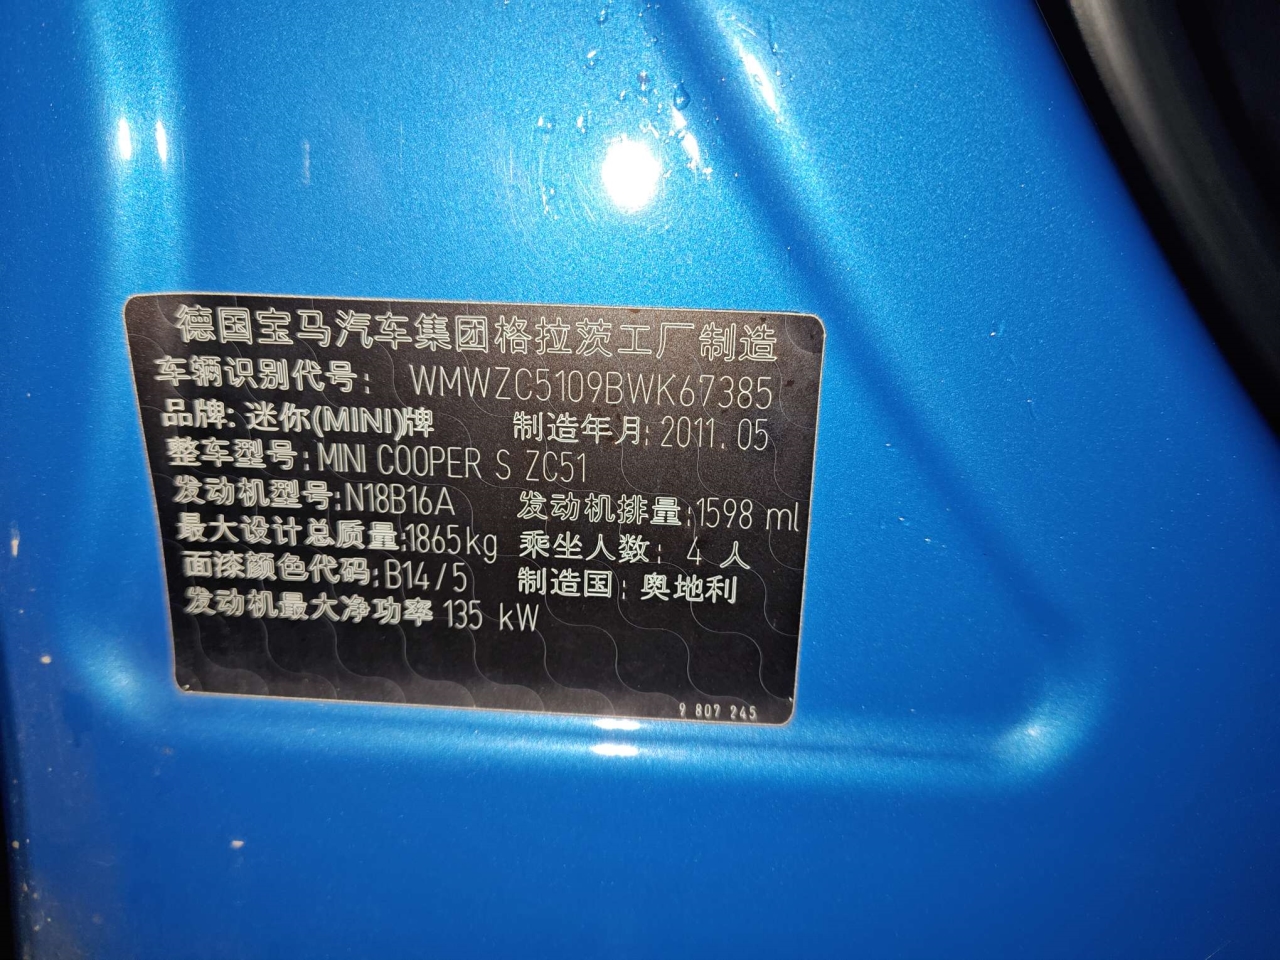 德国宝马汽车集团格拉茨工厂制造
车辆识别代号: WMWZC5109BWK67385
品牌: 迷你(MINI)牌 制造年月: 2011.05
整车型号: MINI COOPER S ZC51
发动机型号: N18B16A 发动机排量: 1598 ml
最大设计总质量: 1865kg 乘坐人数: 4 人
面漆颜色代码: B14/5 制造国: 奥地利
发动机最大净功率 135 kW
9 807 245